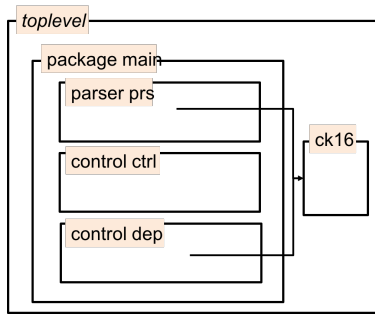 toplevel
package main
parser prs
ck16
control ctrl
control dep